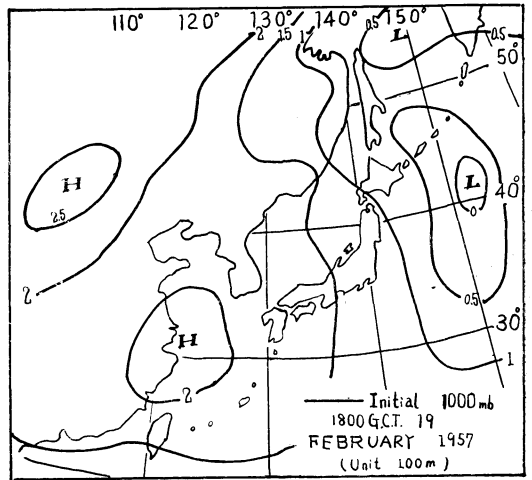 110° 120° 130° 140° 150°
2 1.5 1 0.5 L 0.5
50°
H
2.5
L
0
40°
2
0.5
H
30°
2
1
Initial 1000mb
1800 G.C.T. 19
FEBRUARY 1957
(Unit 100m)